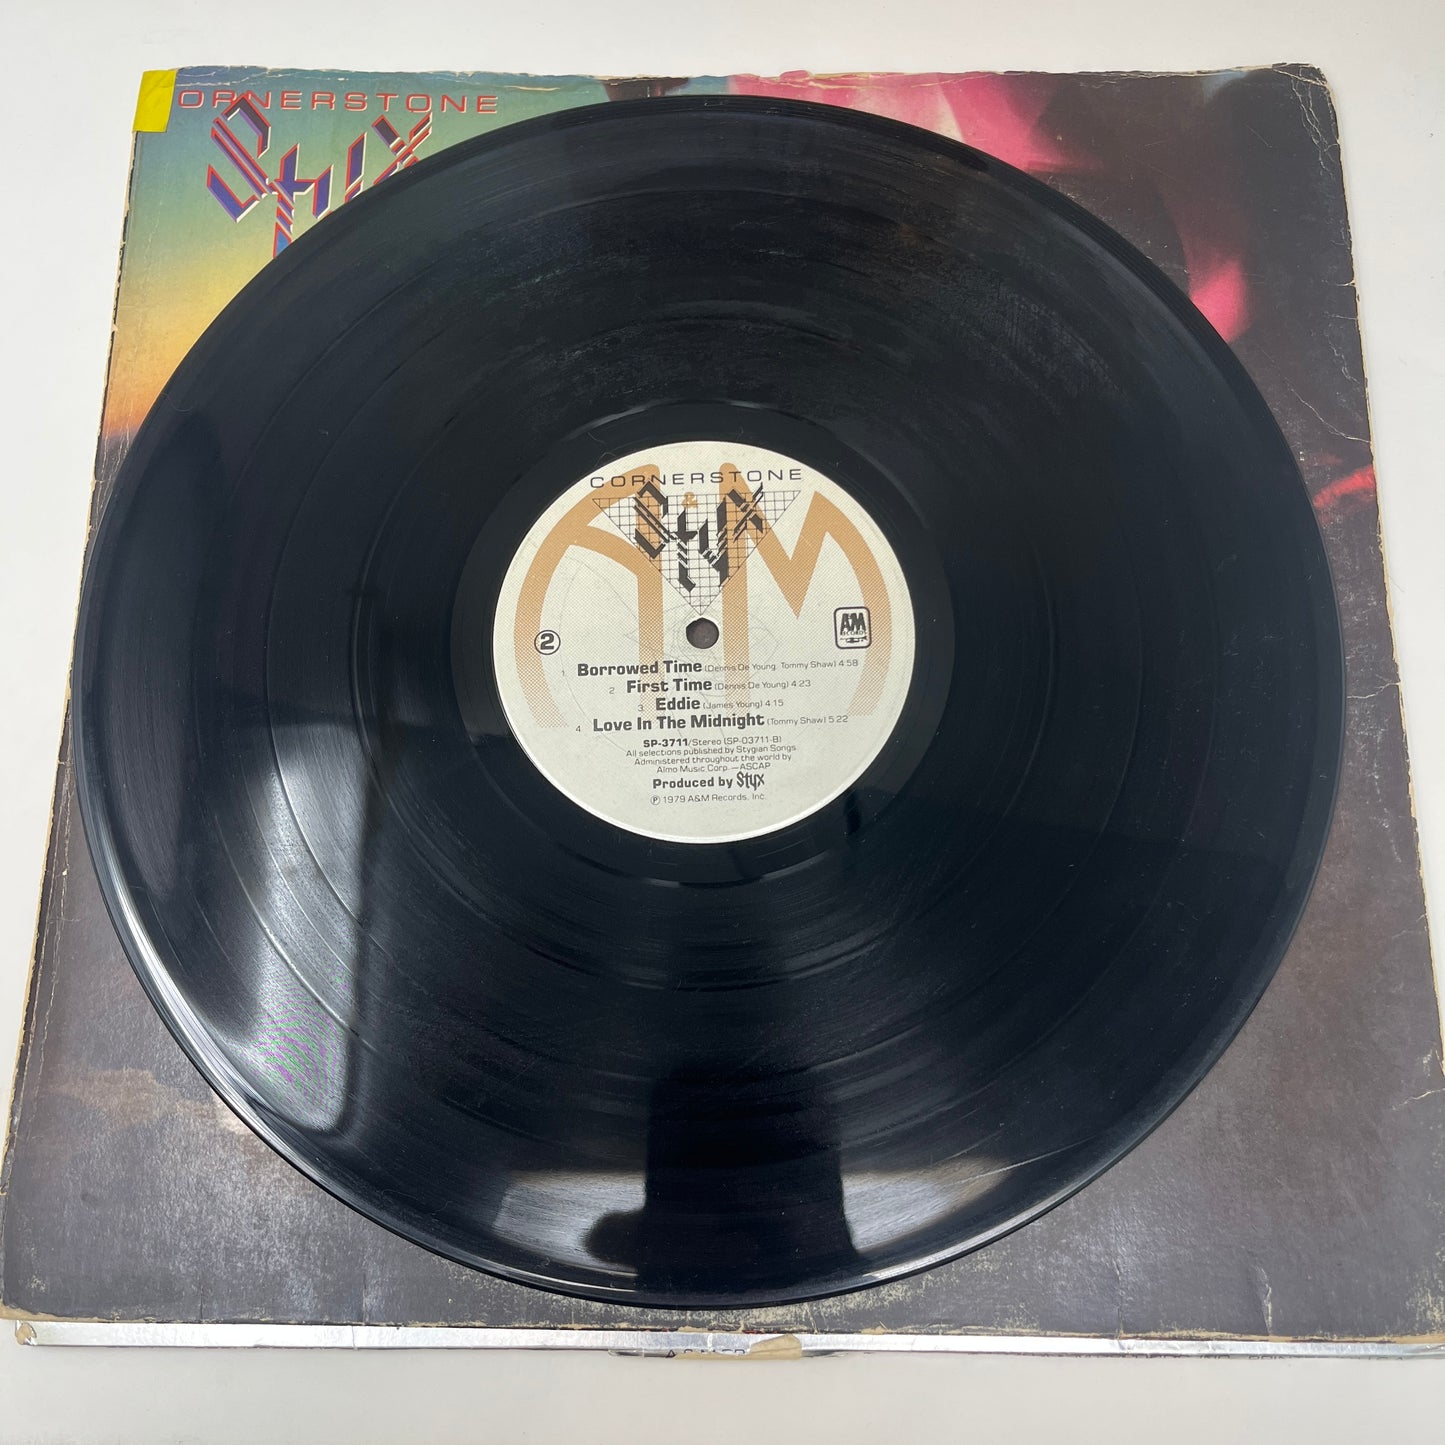 ORNERSTONE
Styx
CORNERSTONE
A & M
Styx
A&M
RECORDS
2
1 Borrowed Time (Dennis De Young, Tommy Shaw) 4:58
2 First Time (Dennis De Young) 4:23
3 Eddie (James Young) 4:15
4 Love In The Midnight (Tommy Shaw) 5:22
SP-3711/Stereo (SP-03711-B)
All selections published by Stygian Songs
Administered throughout the world by
Almo Music Corp. —ASCAP
Produced by Styx
℗ 1979 A&M Records, Inc.